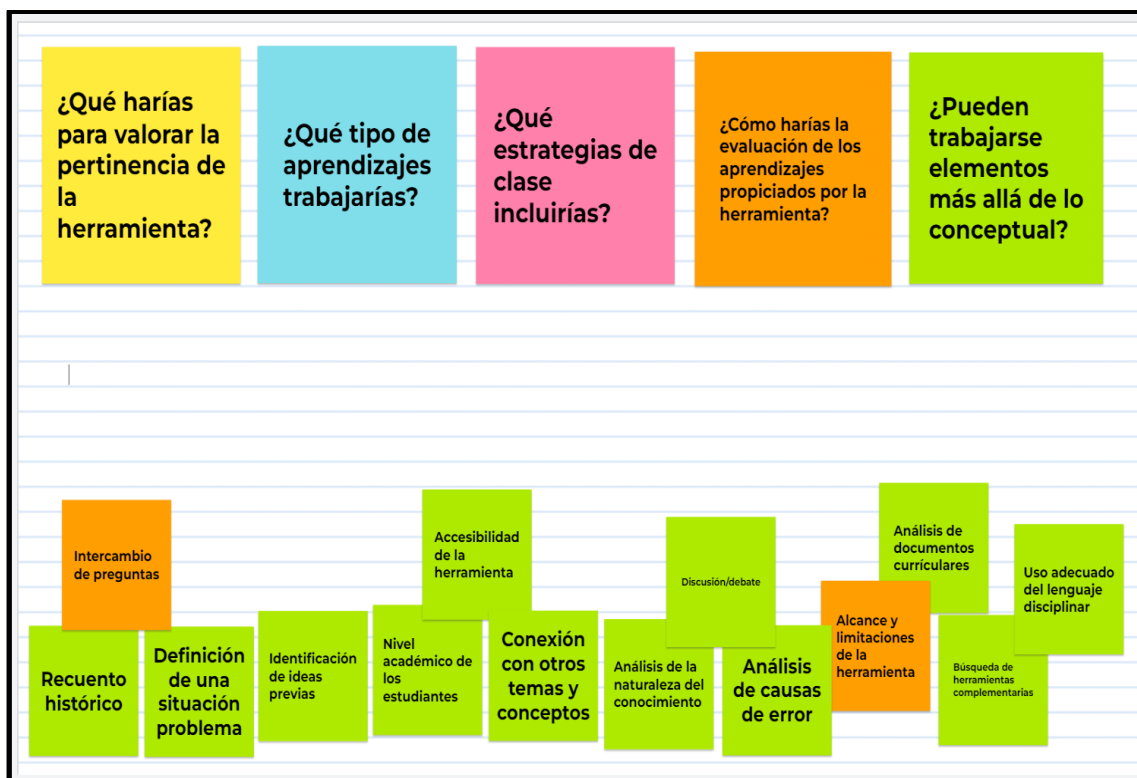 ¿Qué harías
para valorar la
pertinencia de
la
herramienta?
¿Qué tipo de
aprendizajes
trabajarías?
¿Qué
estrategias de
clase
incluirías?
¿Cómo harías la
evaluación de los
aprendizajes
propiciados por la
herramienta?
¿Pueden
trabajarse
elementos
más allá de lo
conceptual?
Intercambio
de preguntas
Recuento
histórico
Definición
de una
situación
problema
Identificación
de ideas
previas
Nivel
académico de
los
estudiantes
Accesibilidad
de la
herramienta
Conexión
con otros
temas y
conceptos
Análisis de la
naturaleza del
conocimiento
Discusión/debate
Análisis
de causas
de error
Alcance y
limitaciones
de la
herramienta
Análisis de
documentos
currículares
Búsqueda de
herramientas
complementarias
Uso adecuado
del lenguaje
disciplinar